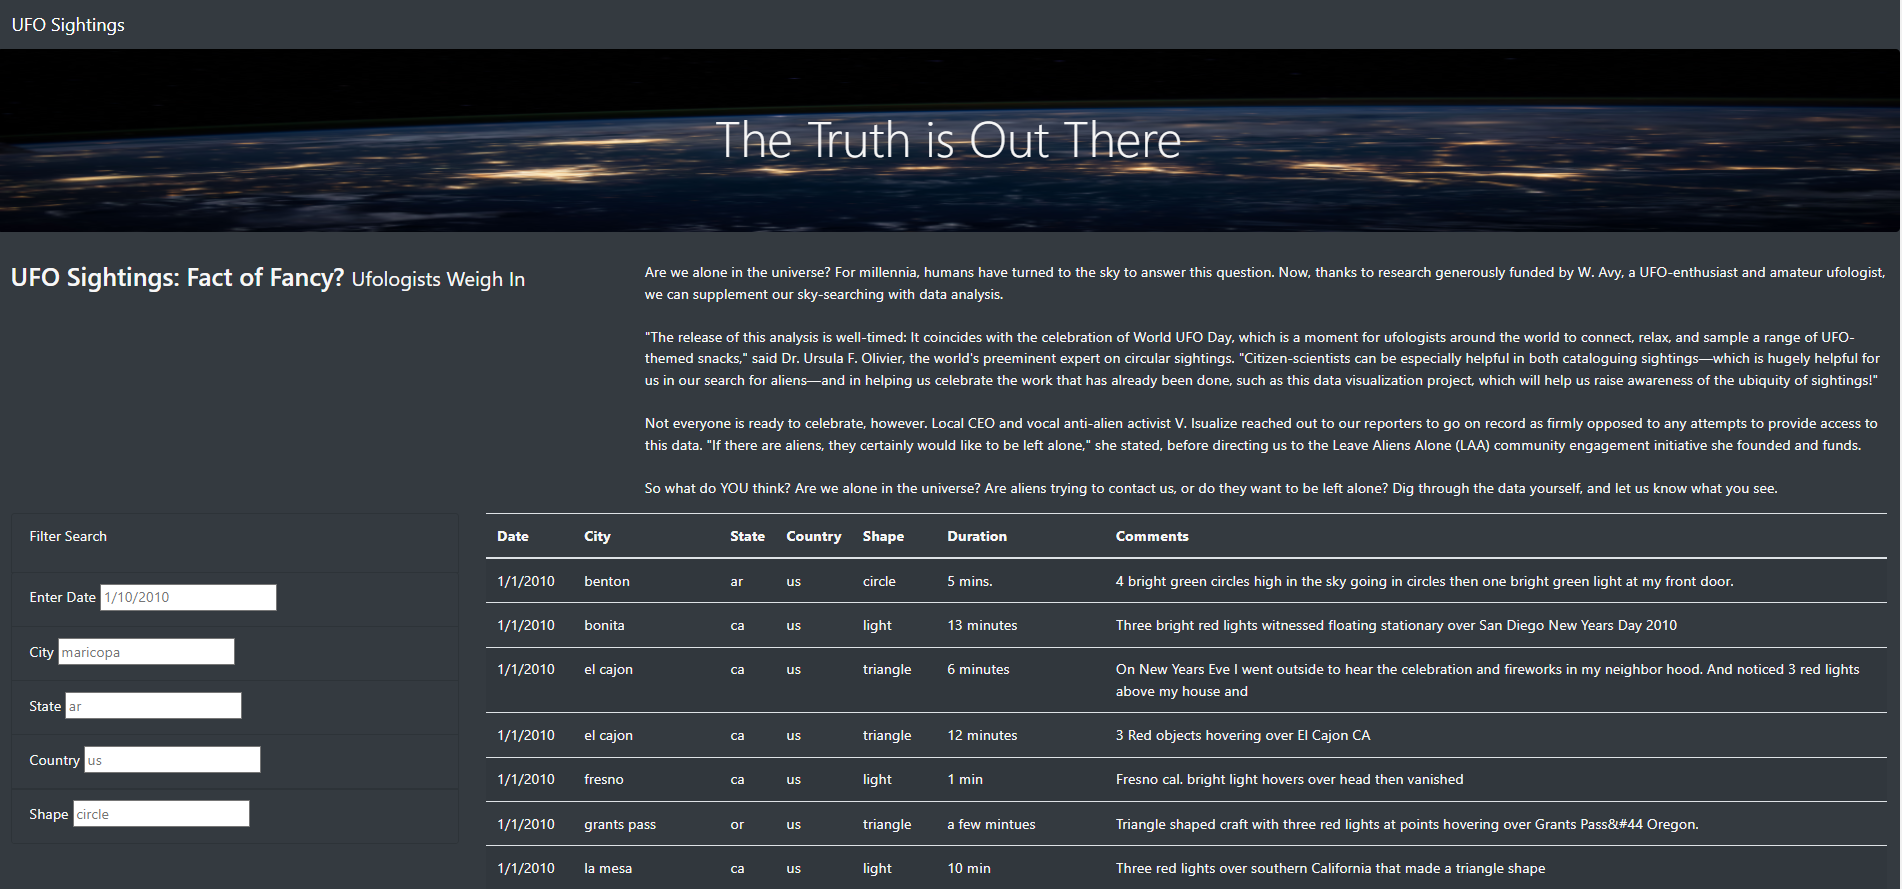 UFO Sightings
The Truth is Out There
UFO Sightings: Fact of Fancy? Ufologists Weigh In
Are we alone in the universe? For millennia, humans have turned to the sky to answer this question. Now, thanks to research generously funded by W. Avy, a UFO-enthusiast and amateur ufologist,
we can supplement our sky-searching with data analysis.
"The release of this analysis is well-timed: It coincides with the celebration of World UFO Day, which is a moment for ufologists around the world to connect, relax, and sample a range of UFO-
themed snacks," said Dr. Ursula F. Olivier, the world's preeminent expert on circular sightings. "Citizen-scientists can be especially helpful in both cataloguing sightings—which is hugely helpful for
us in our search for aliens—and in helping us celebrate the work that has already been done, such as this data visualization project, which will help us raise awareness of the ubiquity of sightings!"
Not everyone is ready to celebrate, however. Local CEO and vocal anti-alien activist V. Isualize reached out to our reporters to go on record as firmly opposed to any attempts to provide access to
this data. "If there are aliens, they certainly would like to be left alone," she stated, before directing us to the Leave Aliens Alone (LAA) community engagement initiative she founded and funds.
So what do YOU think? Are we alone in the universe? Are aliens trying to contact us, or do they want to be left alone? Dig through the data yourself, and let us know what you see.
Filter Search
Enter Date 1/10/2010
City maricopa
State ar
Country us
Shape circle
Date City State Country Shape Duration Comments
1/1/2010 benton ar us circle 5 mins. 4 bright green circles high in the sky going in circles then one bright green light at my front door.
1/1/2010 bonita ca us light 13 minutes Three bright red lights witnessed floating stationary over San Diego New Years Day 2010
1/1/2010 el cajon ca us triangle 6 minutes On New Years Eve I went outside to hear the celebration and fireworks in my neighbor hood. And noticed 3 red lights
above my house and
1/1/2010 el cajon ca us triangle 12 minutes 3 Red objects hovering over El Cajon CA
1/1/2010 fresno ca us light 1 min Fresno cal. bright light hovers over head then vanished
1/1/2010 grants pass or us triangle a few mintues Triangle shaped craft with three red lights at points hovering over Grants Pass&#44 Oregon.
1/1/2010 la mesa ca us light 10 min Three red lights over southern California that made a triangle shape